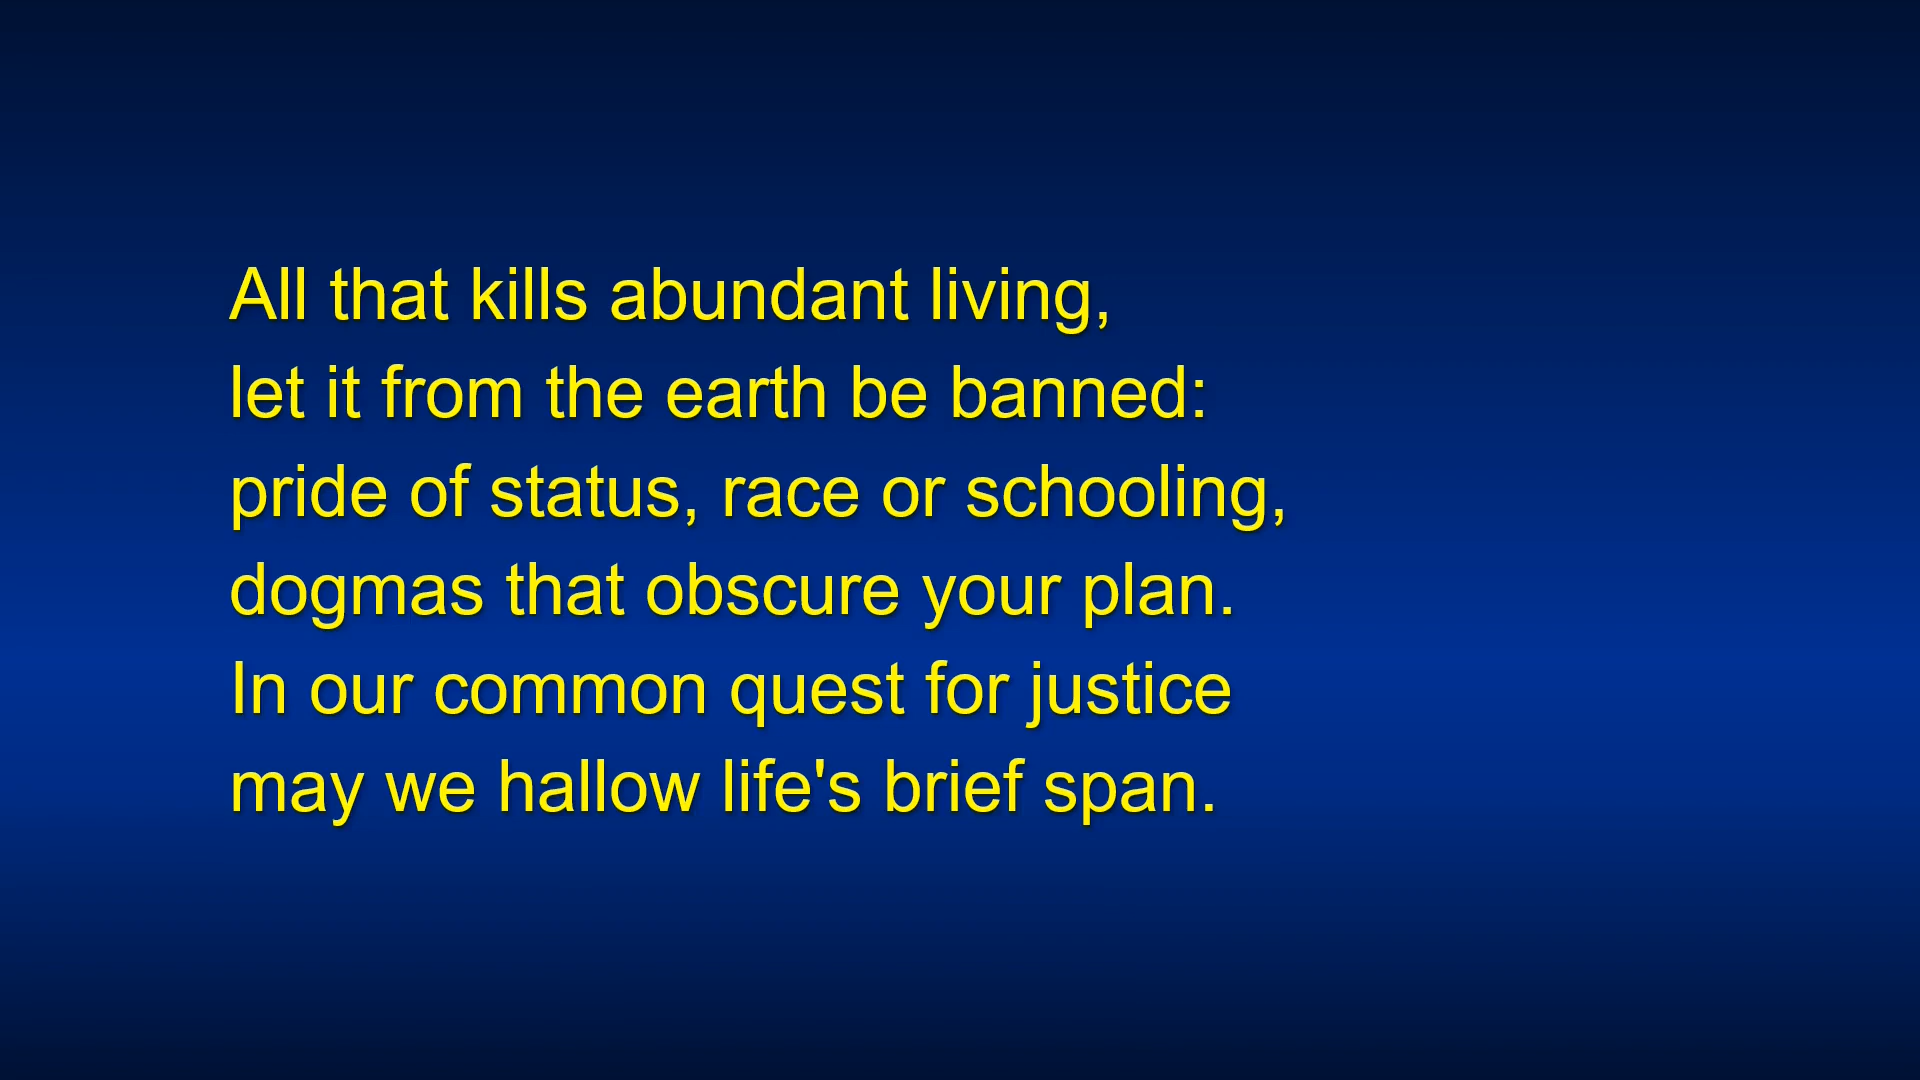 All that kills abundant living,
let it from the earth be banned:
pride of status, race or schooling,
dogmas that obscure your plan.
In our common quest for justice
may we hallow life's brief span.